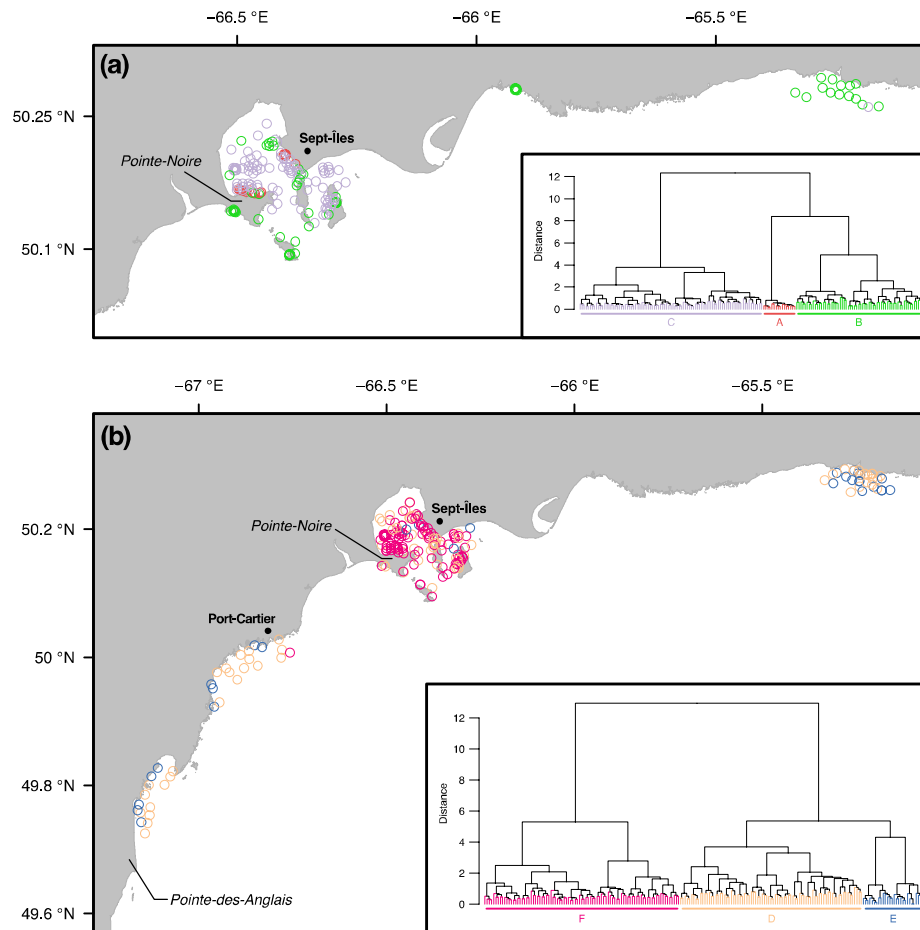 −66.5 °E −66 °E −65.5 °E
(a)
50.25 °N
Sept-Îles
Pointe-Noire
50.1 °N
Distance
12
10
8
6
4
2
0
C A B
−67 °E −66.5 °E −66 °E −65.5 °E
(b)
Sept-Îles
50.2 °N
Pointe-Noire
Port-Cartier
50 °N
49.8 °N
Pointe-des-Anglais
49.6 °N
Distance
12
10
8
6
4
2
0
F D E